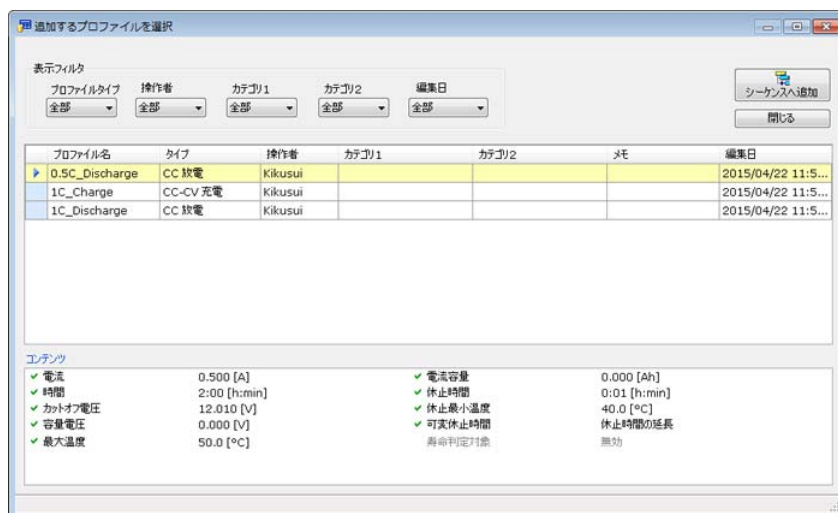 追加するプロファイルを選択
表示フィルタ
プロファイルタイプ 操作者 カテゴリ1 カテゴリ2 編集日
全部 全部 全部 全部 全部
シーケンスへ追加
閉じる
プロファイル名 タイプ 操作者 カテゴリ1 カテゴリ2 メモ 編集日
0.5C_Discharge CC 放電 Kikusui 2015/04/22 11:5...
1C_Charge CC-CV 充電 Kikusui 2015/04/22 11:5...
1C_Discharge CC 放電 Kikusui 2015/04/22 11:5...
コンテンツ
電流 0.500 [A] 電流容量 0.000 [Ah]
時間 2:00 [h:min] 休止時間 0:01 [h:min]
カットオフ電圧 12.010 [V] 休止最小温度 40.0 [°C]
容量電圧 0.000 [V] 可変休止時間 休止時間の延長
最大温度 50.0 [°C] 寿命判定対象 無効